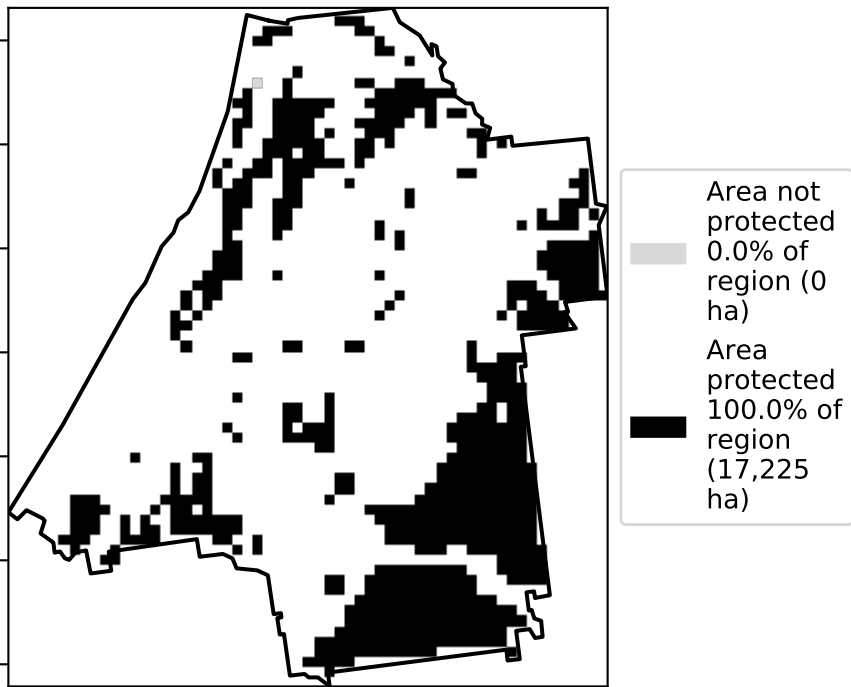 Area not
protected
0.0% of
region (0
ha)
Area
protected
100.0% of
region
(17,225
ha)